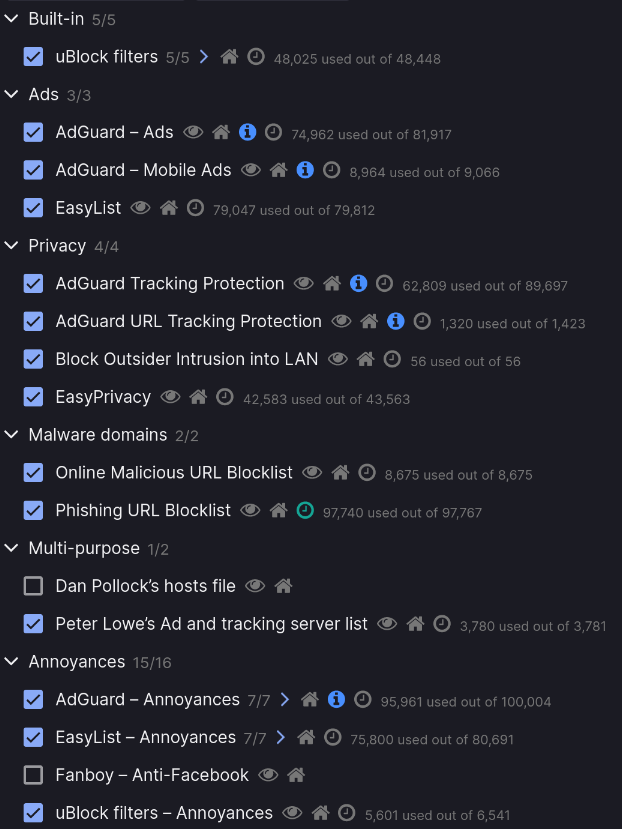 Built-in 5/5
uBlock filters 5/5 48,025 used out of 48,448
Ads 3/3
AdGuard – Ads 74,962 used out of 81,917
AdGuard – Mobile Ads 8,964 used out of 9,066
EasyList 79,047 used out of 79,812
Privacy 4/4
AdGuard Tracking Protection 62,809 used out of 89,697
AdGuard URL Tracking Protection 1,320 used out of 1,423
Block Outsider Intrusion into LAN 56 used out of 56
EasyPrivacy 42,583 used out of 43,563
Malware domains 2/2
Online Malicious URL Blocklist 8,675 used out of 8,675
Phishing URL Blocklist 97,740 used out of 97,767
Multi-purpose 1/2
Dan Pollock’s hosts file
Peter Lowe’s Ad and tracking server list 3,780 used out of 3,781
Annoyances 15/16
AdGuard – Annoyances 7/7 95,961 used out of 100,004
EasyList – Annoyances 7/7 75,800 used out of 80,691
Fanboy – Anti-Facebook
uBlock filters – Annoyances 5,601 used out of 6,541